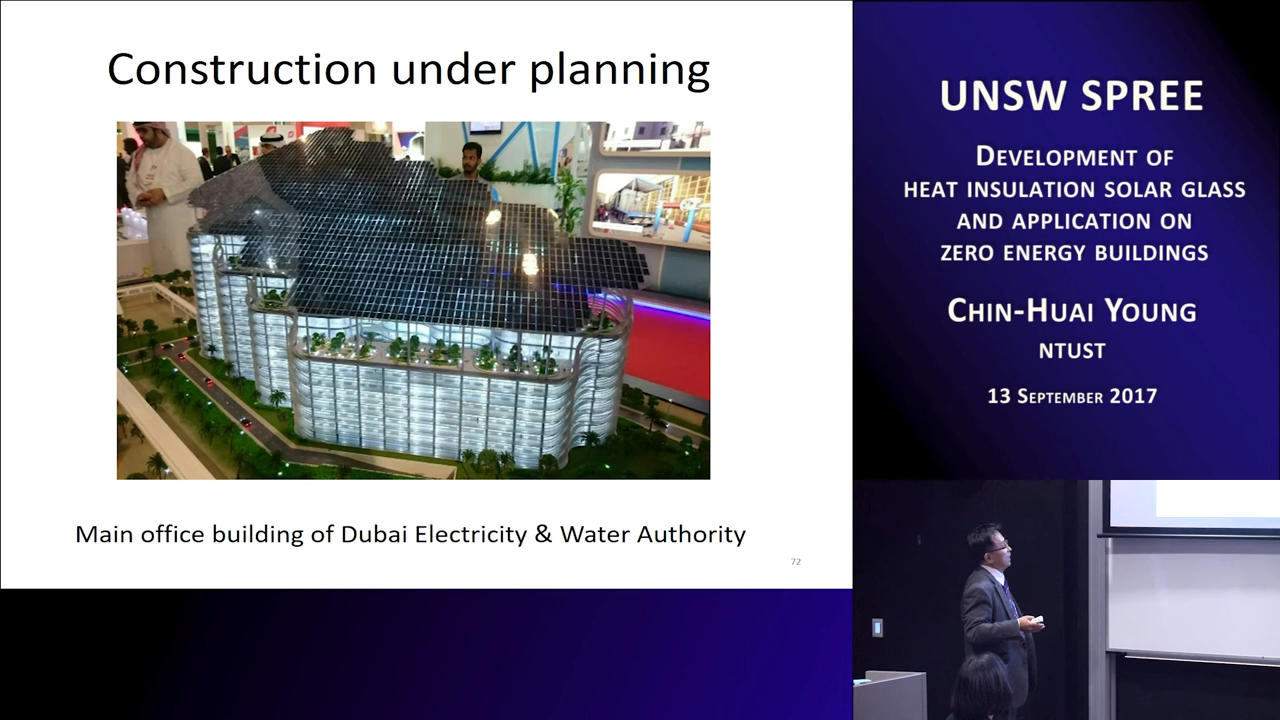 Construction under planning
Main office building of Dubai Electricity & Water Authority
72
UNSW SPREE
Development of
heat insulation solar glass
and application on
zero energy buildings
Chin-Huai Young
NTUST
13 September 2017